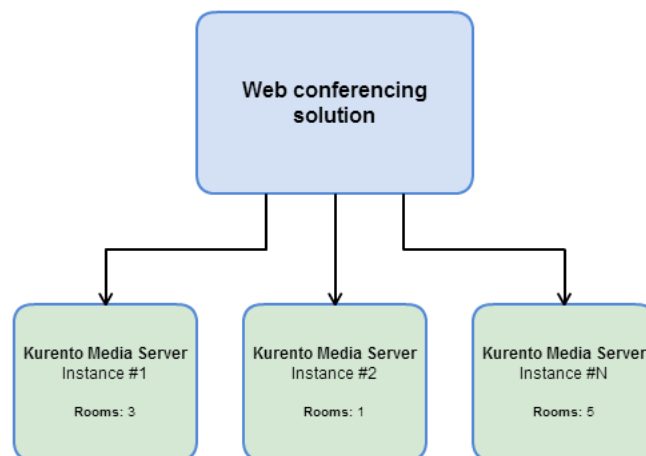 Web conferencing
solution
Kurento Media Server
Instance #1
Rooms: 3
Kurento Media Server
Instance #2
Rooms: 1
Kurento Media Server
Instance #N
Rooms: 5